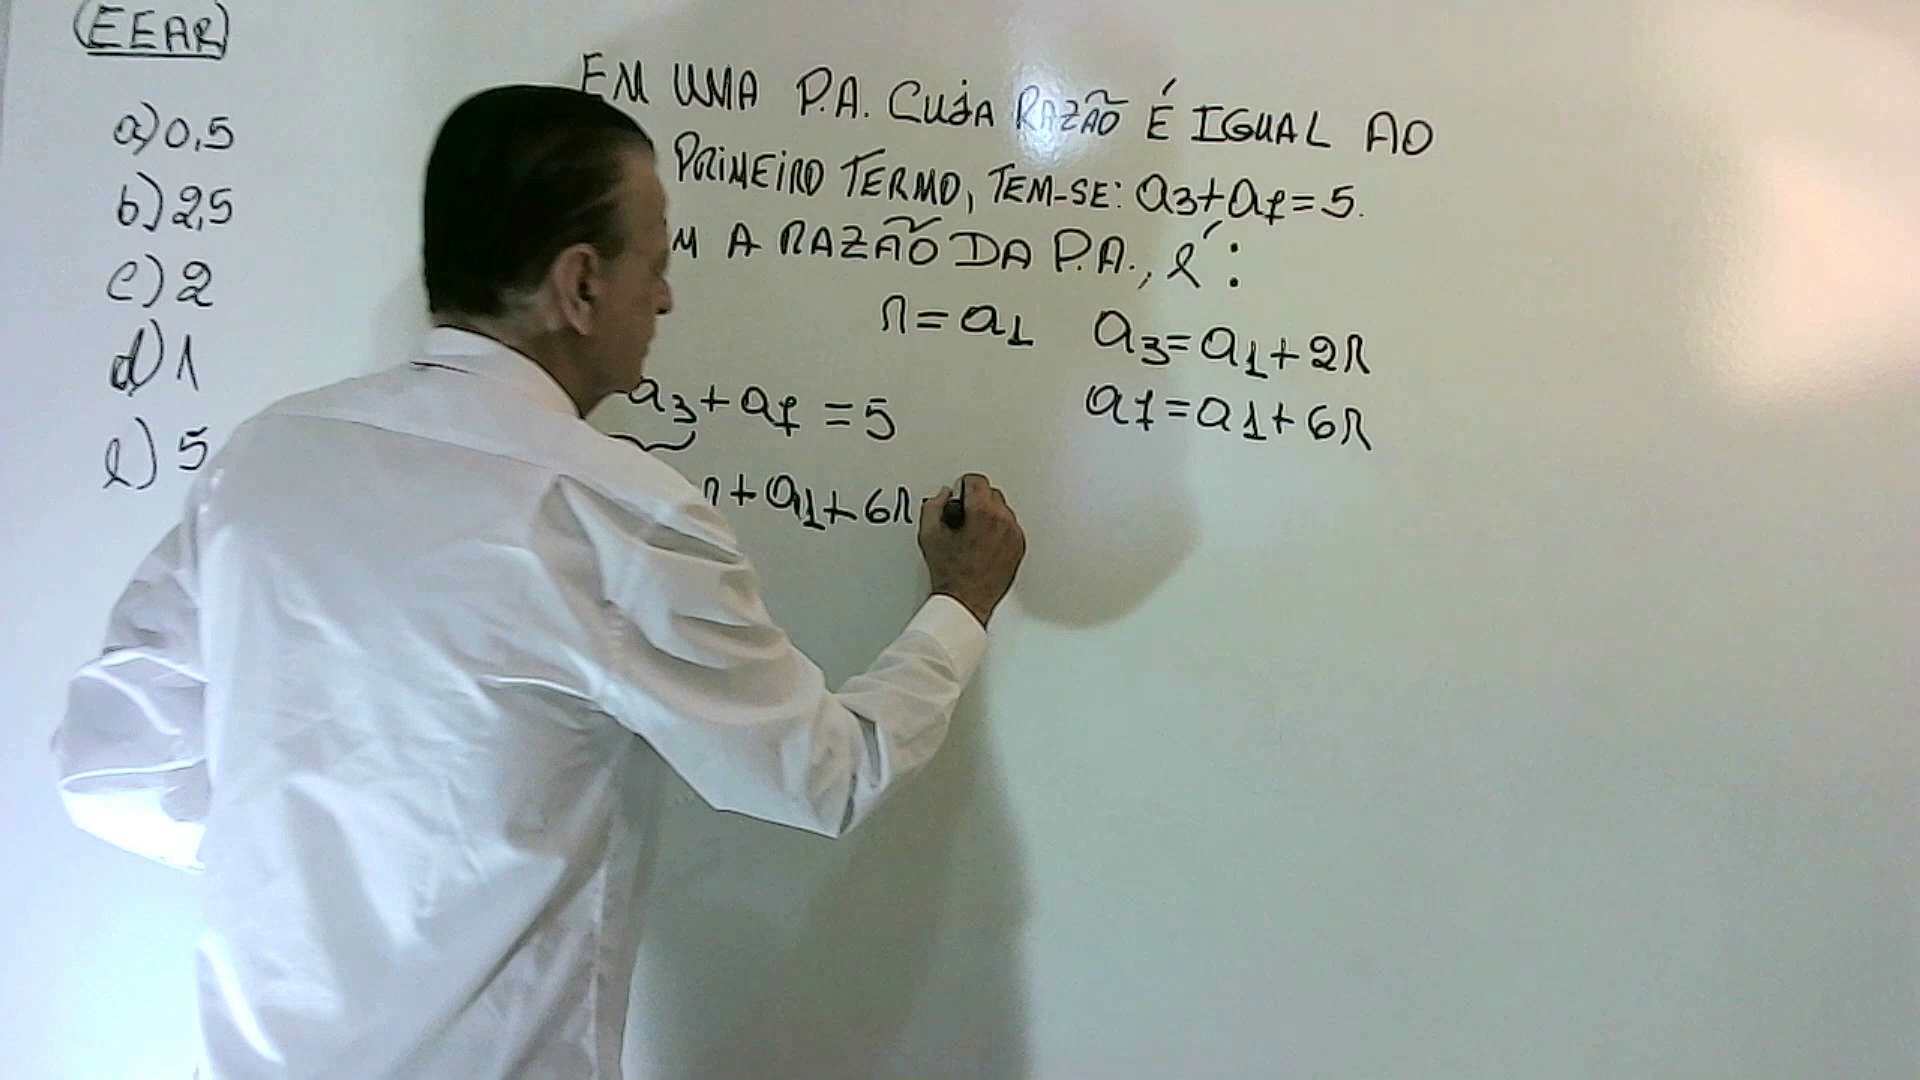 (EEAR)
a) 0,5
b) 2,5
c) 2
d) 1
e) 5
EM UMA P.A. CUJA RAZÃO É IGUAL AO
PRIMEIRO TERMO, TEM-SE: a3+a7=5.
A RAZÃO DA P.A., é:
r=a1
a3=a1+2r
a7=a1+6r
a3+a7=5
r+a1+6r